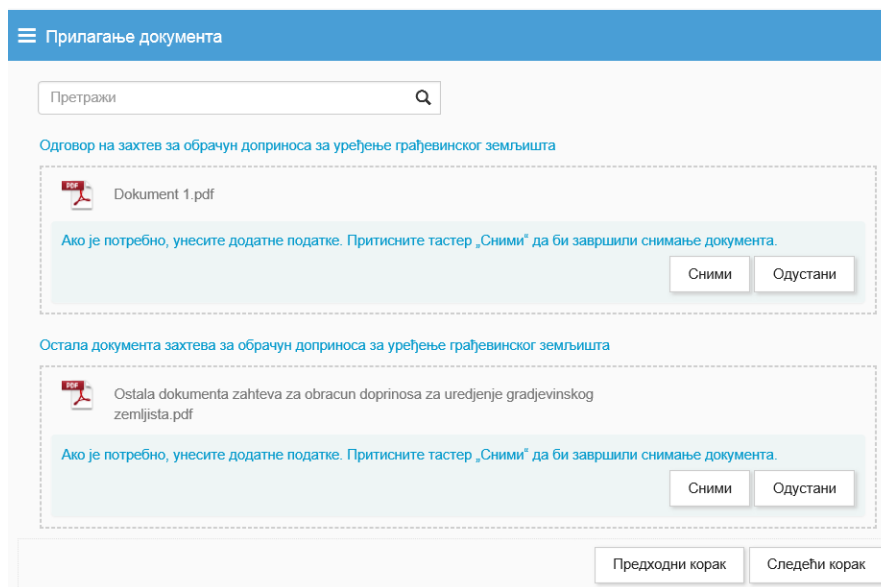 Прилагање документа
Претражи
Одговор на захтев за обрачун доприноса за уређење грађевинског земљишта
PDF
Dokument 1.pdf
Ако је потребно, унесите додатне податке. Притисните тастер „Сними“ да би завршили снимање документа.
Сними Одустани
Остала документа захтева за обрачун доприноса за уређење грађевинског земљишта
PDF
Ostala dokumenta zahteva za obracun doprinosa za uredjenje gradjevinskog
zemljista.pdf
Ако је потребно, унесите додатне податке. Притисните тастер „Сними“ да би завршили снимање документа.
Сними Одустани
Предходни корак Следећи корак